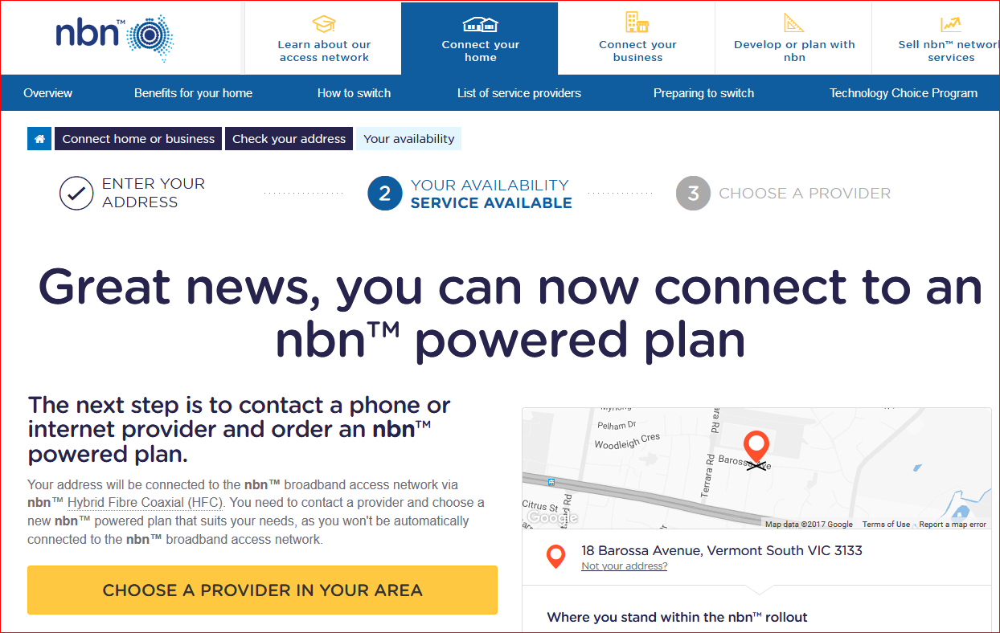 nbn™
Learn about our
access network
Connect your
home
Connect your
business
Develop or plan with
nbn
Sell nbn™ networ
services
Overview
Benefits for your home
How to switch
List of service providers
Preparing to switch
Technology Choice Program
Connect home or business
Check your address
Your availability
ENTER YOUR
ADDRESS
2
YOUR AVAILABILITY
SERVICE AVAILABLE
3
CHOOSE A PROVIDER
Great news, you can now connect to an
nbn™ powered plan
The next step is to contact a phone or
internet provider and order an nbn™
powered plan.
Your address will be connected to the nbn™ broadband access network via
nbn™ Hybrid Fibre Coaxial (HFC). You need to contact a provider and choose a
new nbn™ powered plan that suits your needs, as you won't be automatically
connected to the nbn™ broadband access network.
CHOOSE A PROVIDER IN YOUR AREA
Pelham Dr
Woodleigh Cres
ara Rd
Barossa Ave
Terrara Rd
Citrus St
Rd
Google
Map data ©2017 Google
Terms of Use
Report a map error
18 Barossa Avenue, Vermont South VIC 3133
Not your address?
Where you stand within the nbn™ rollout